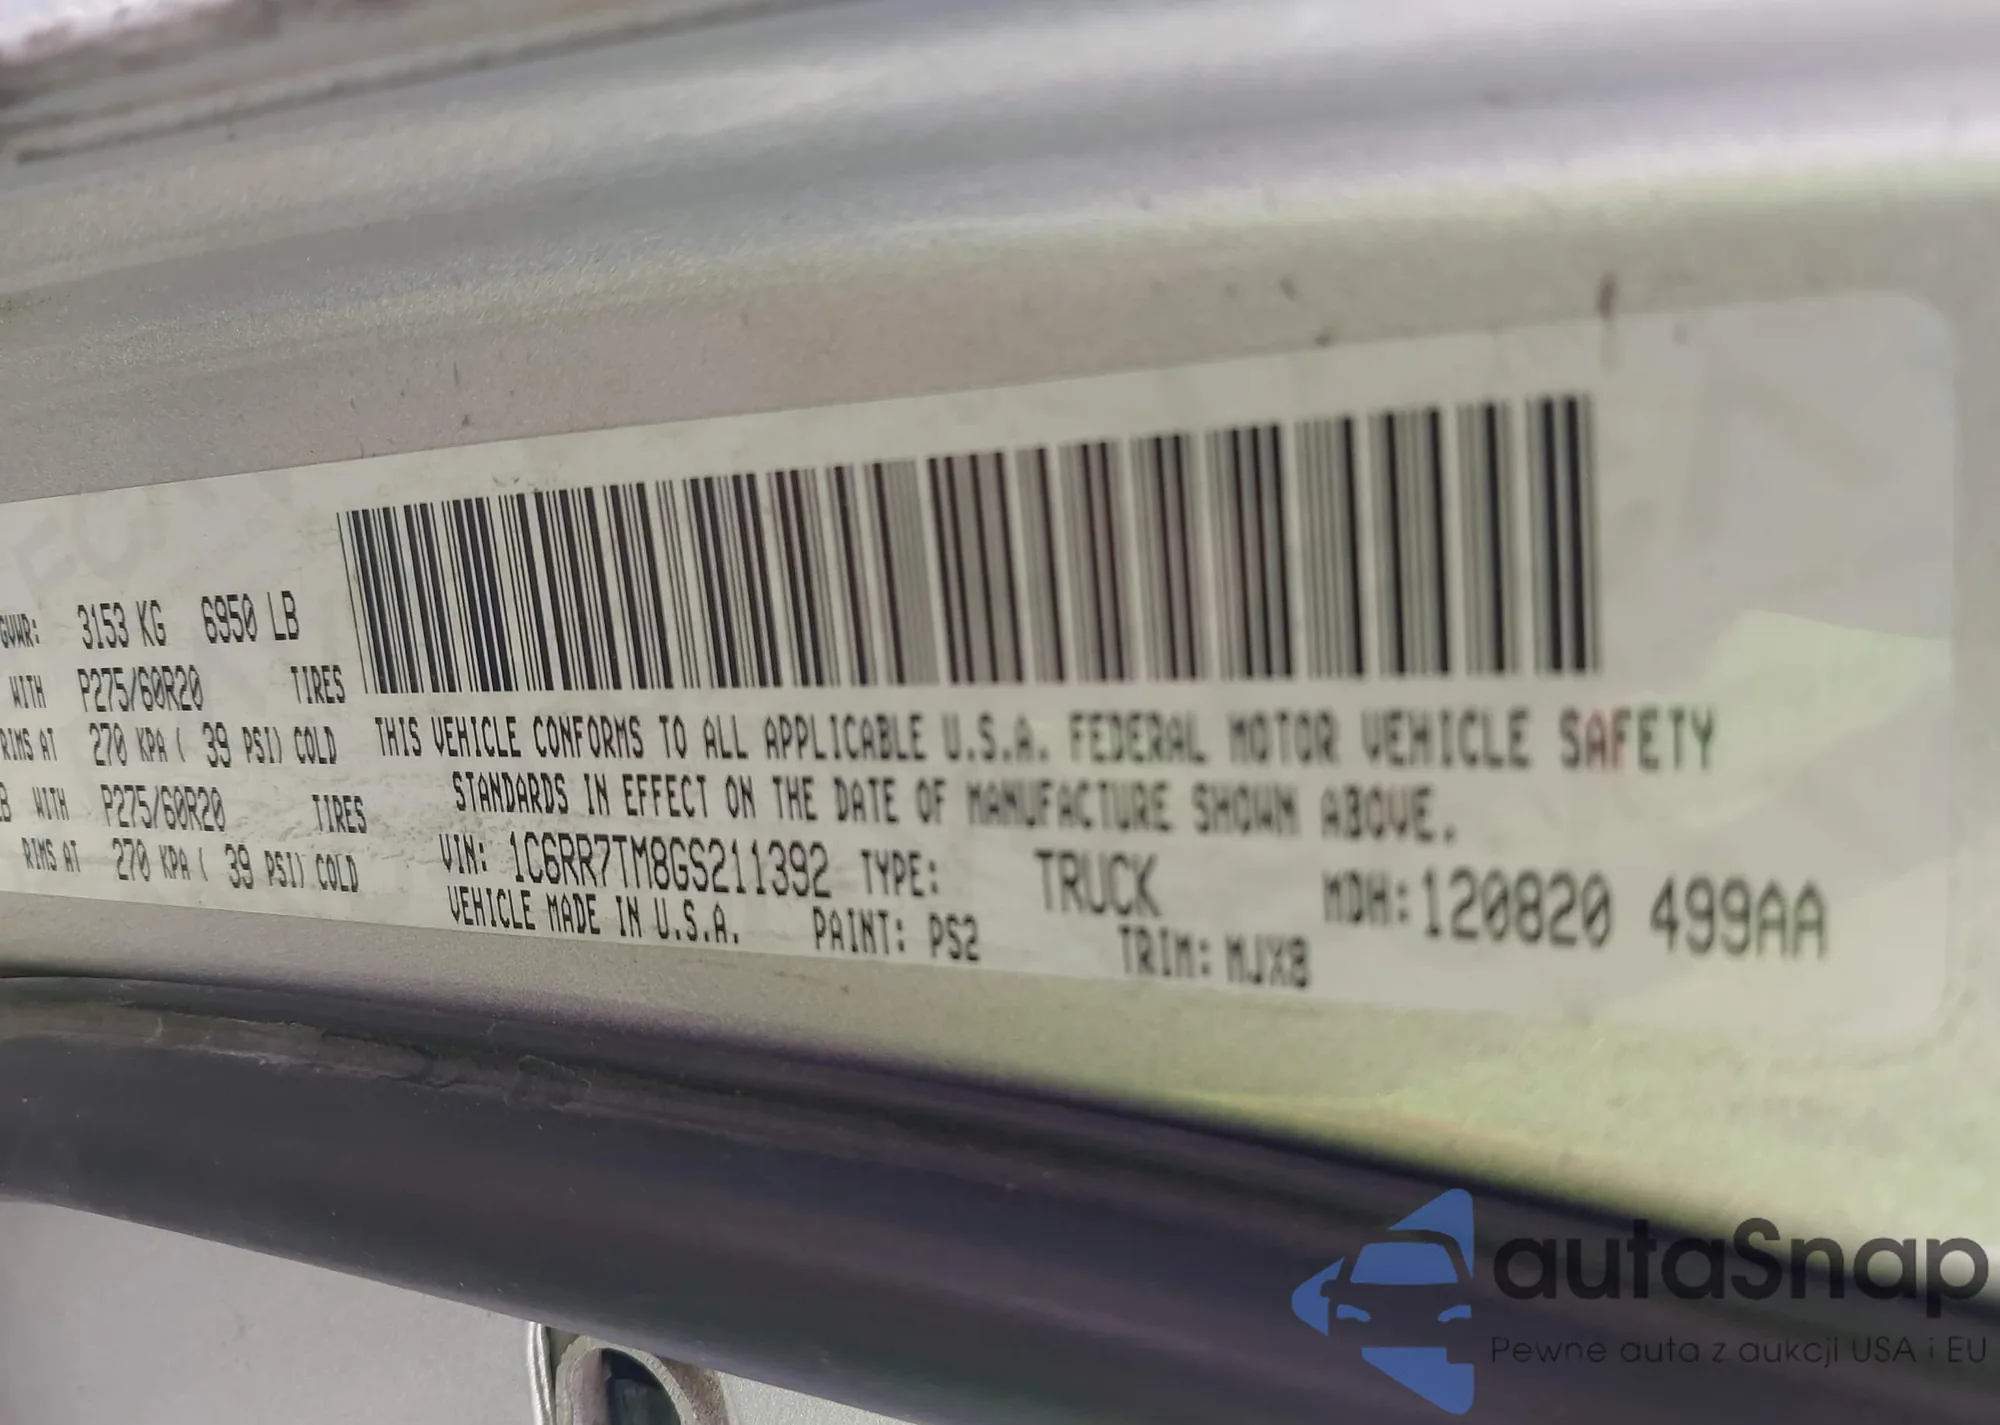 GVWR: 3153 KG 6950 LB
WITH P275/60R20 TIRES
RIMS AT 270 KPA ( 39 PSI) COLD
WITH P275/60R20 TIRES
RIMS AT 270 KPA ( 39 PSI) COLD
THIS VEHICLE CONFORMS TO ALL APPLICABLE U.S.A. FEDERAL MOTOR VEHICLE SAFETY
STANDARDS IN EFFECT ON THE DATE OF MANUFACTURE SHOWN ABOVE.
VIN: 1C6RR7TM8GS211392 TYPE: TRUCK MDH: 120820 499AA
VEHICLE MADE IN U.S.A. PAINT: PS2 TRIM: MJX8
autaSnap
Pewne auta z aukcji USA i EU